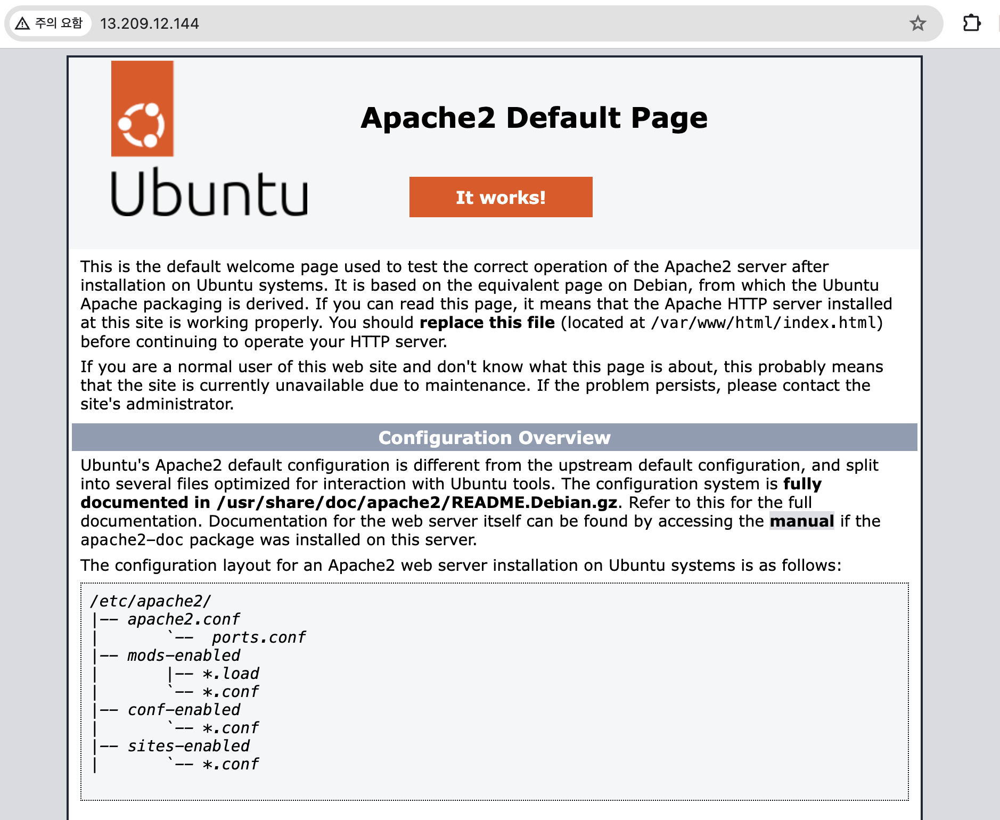 주의 요함 13.209.12.144
Ubuntu
Apache2 Default Page
It works!
This is the default welcome page used to test the correct operation of the Apache2 server after
installation on Ubuntu systems. It is based on the equivalent page on Debian, from which the Ubuntu
Apache packaging is derived. If you can read this page, it means that the Apache HTTP server installed
at this site is working properly. You should replace this file (located at /var/www/html/index.html)
before continuing to operate your HTTP server.
If you are a normal user of this web site and don't know what this page is about, this probably means
that the site is currently unavailable due to maintenance. If the problem persists, please contact the
site's administrator.
Configuration Overview
Ubuntu's Apache2 default configuration is different from the upstream default configuration, and split
into several files optimized for interaction with Ubuntu tools. The configuration system is fully
documented in /usr/share/doc/apache2/README.Debian.gz. Refer to this for the full
documentation. Documentation for the web server itself can be found by accessing the manual if the
apache2-doc package was installed on this server.
The configuration layout for an Apache2 web server installation on Ubuntu systems is as follows:
/etc/apache2/
|-- apache2.conf
|       `--  ports.conf
|-- mods-enabled
|       |-- *.load
|       `-- *.conf
|-- conf-enabled
|       `-- *.conf
|-- sites-enabled
|       `-- *.conf